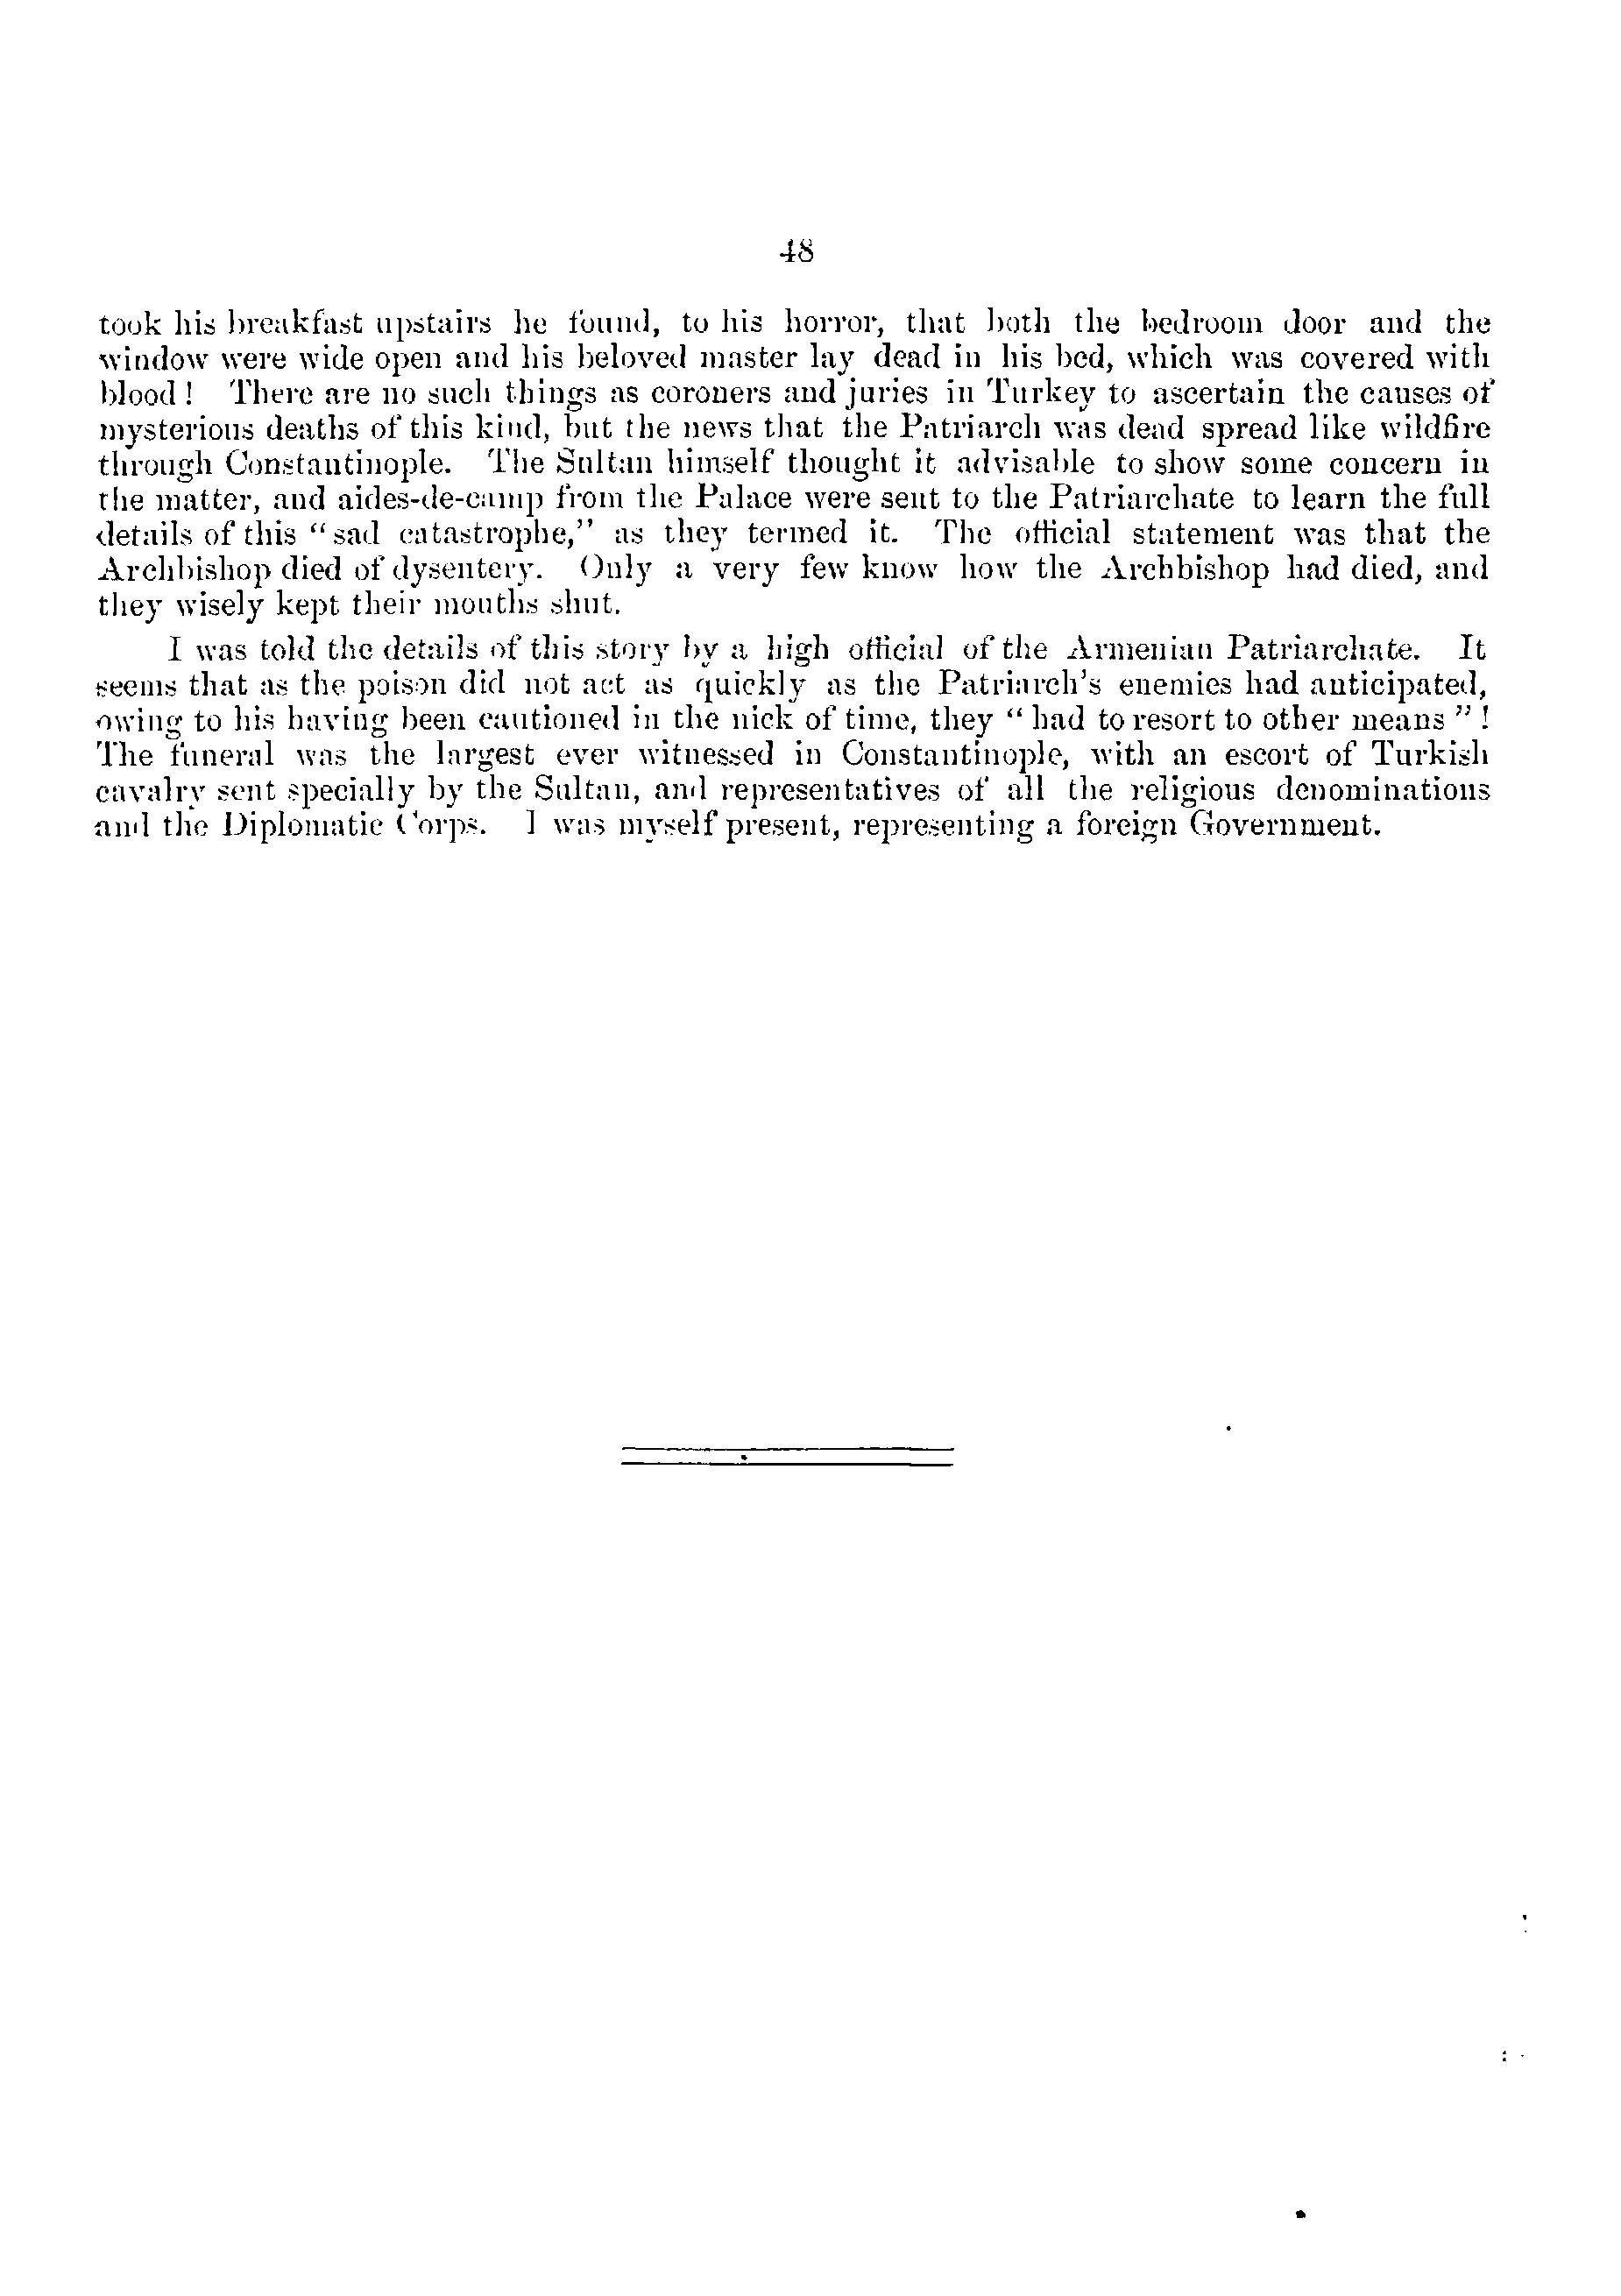 48
took his breakfast upstairs he found, to his horror, that both the bedroom door and the
window were wide open and his beloved master lay dead in his bed, which was covered with
blood! There are no such things as coroners and juries in Turkey to ascertain the causes of
mysterious deaths of this kind, but the news that the Patriarch was dead spread like wildfire
through Constantinople. The Sultan himself thought it advisable to show some concern in
the matter, and aides-de-camp from the Palace were sent to the Patriarchate to learn the full
details of this “sad catastrophe,” as they termed it. The official statement was that the
Archbishop died of dysentery. Only a very few know how the Archbishop had died, and
they wisely kept their mouths shut.
I was told the details of this story by a high official of the Armenian Patriarchate. It
seems that as the poison did not act as quickly as the Patriarch's enemies had anticipated,
owing to his having been cautioned in the nick of time, they “had to resort to other means”!
The funeral was the largest ever witnessed in Constantinople, with an escort of Turkish
cavalry sent specially by the Sultan, and representatives of all the religious denominations
and the Diplomatic Corps. I was myself present, representing a foreign Government.